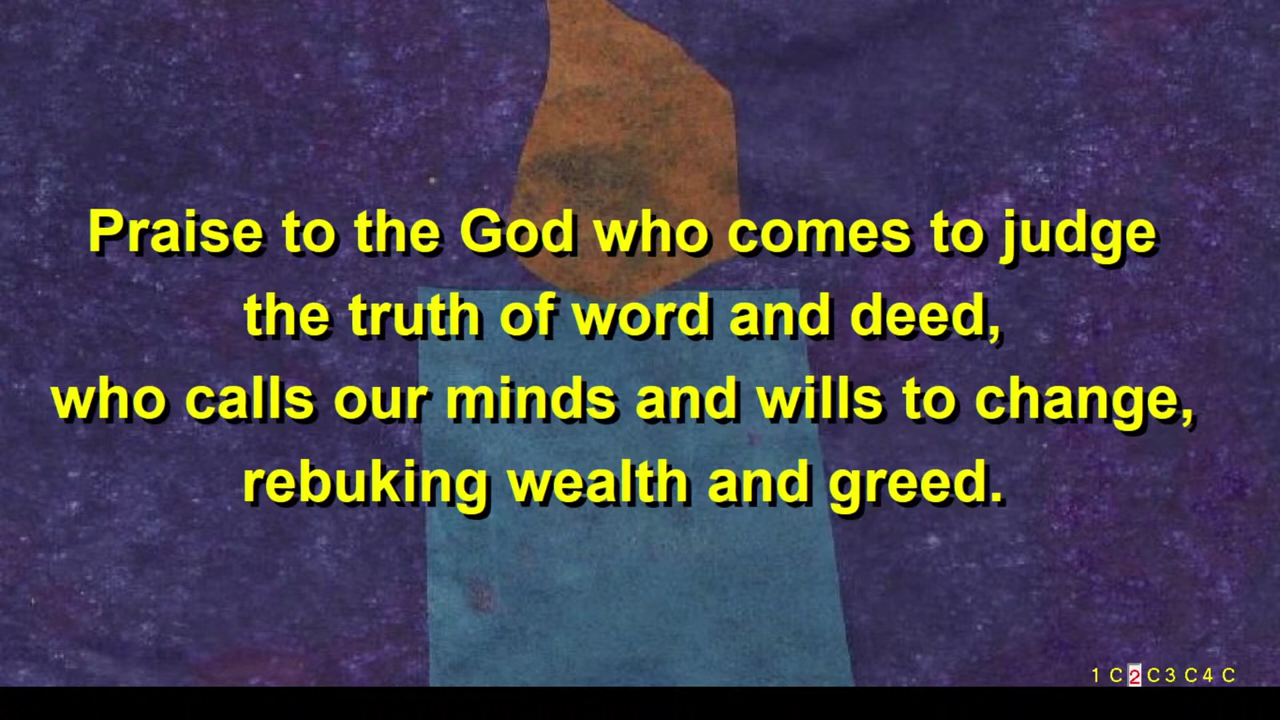 Praise to the God who comes to judge
the truth of word and deed,
who calls our minds and wills to change,
rebuking wealth and greed.
1 C 2 C 3 C 4 C